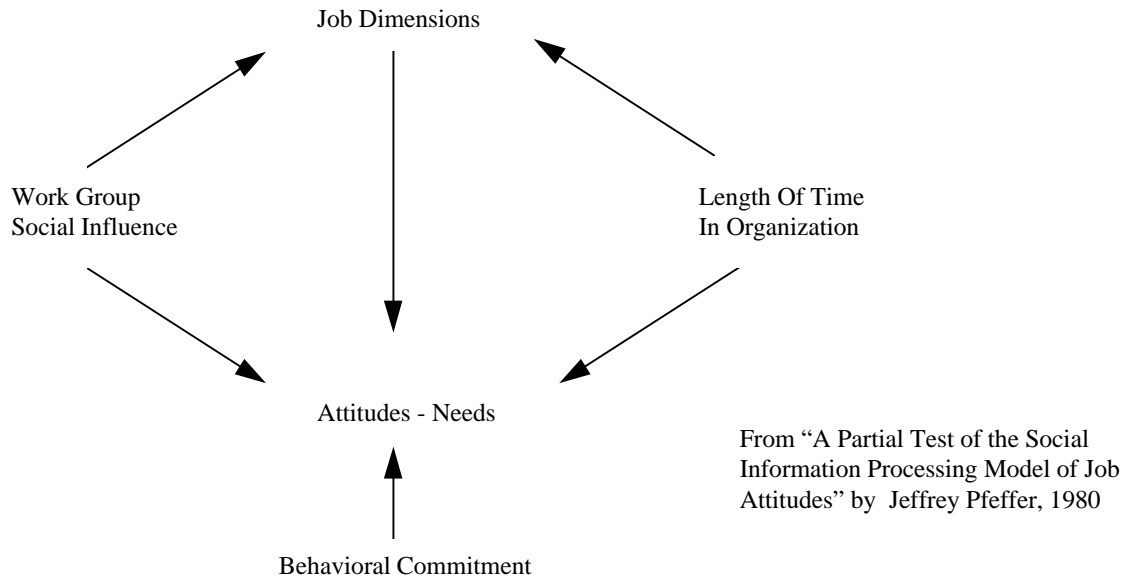 Job Dimensions
Work Group
Social Influence
Length Of Time
In Organization
Attitudes - Needs
From “A Partial Test of the Social
Information Processing Model of Job
Attitudes” by  Jeffrey Pfeffer, 1980
Behavioral Commitment